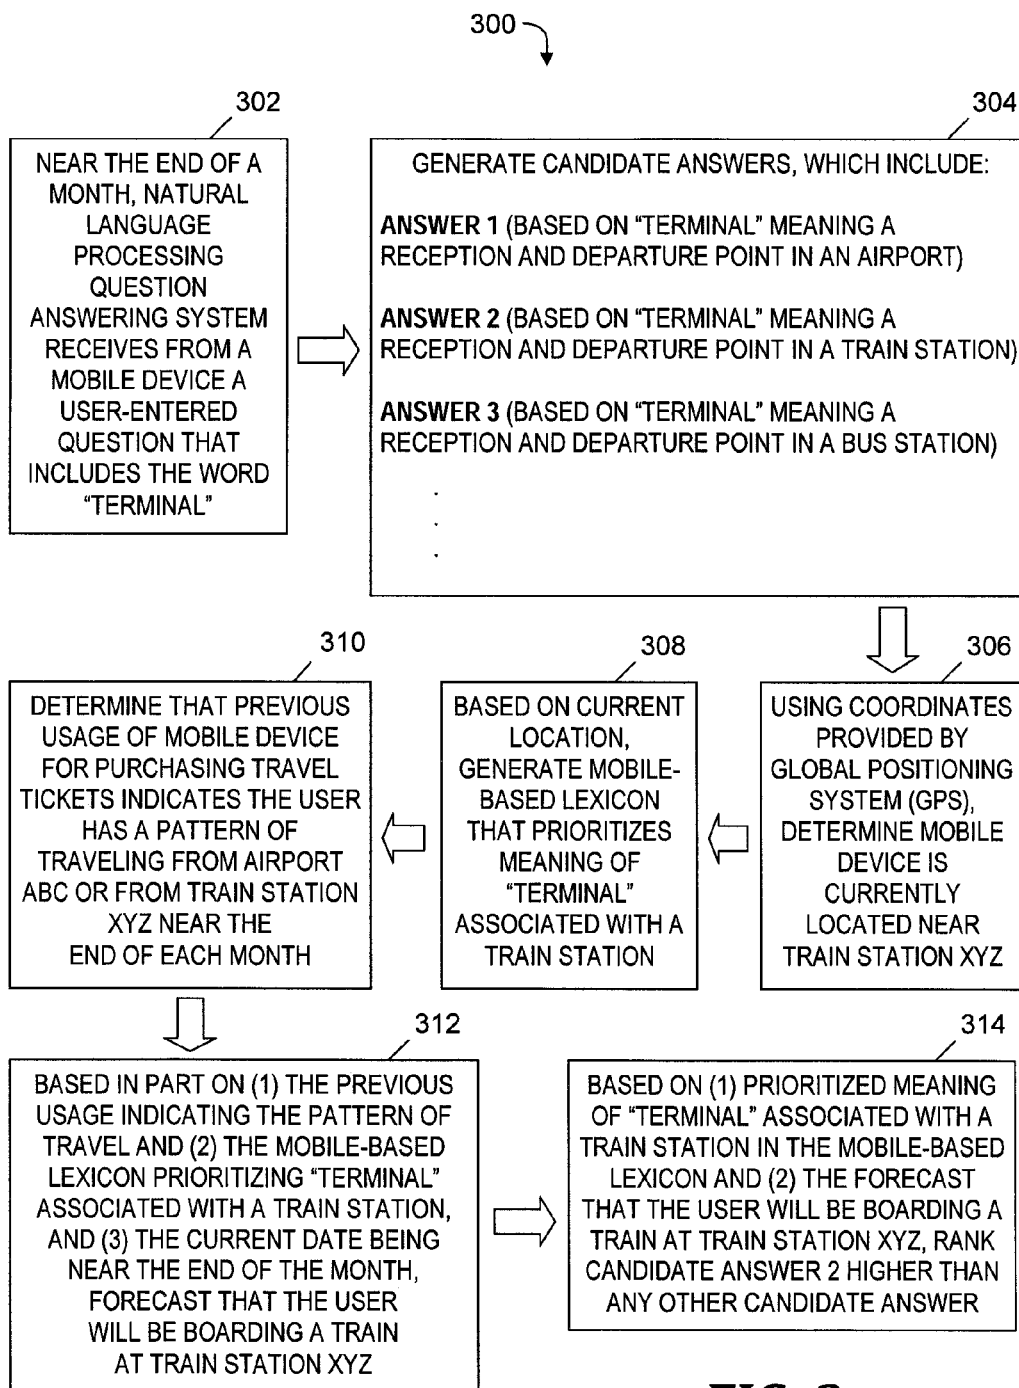 300
302
NEAR THE END OF A
MONTH, NATURAL
LANGUAGE
PROCESSING
QUESTION
ANSWERING SYSTEM
RECEIVES FROM A
MOBILE DEVICE A
USER-ENTERED
QUESTION THAT
INCLUDES THE WORD
"TERMINAL"
304
GENERATE CANDIDATE ANSWERS, WHICH INCLUDE:
ANSWER 1 (BASED ON "TERMINAL" MEANING A
RECEPTION AND DEPARTURE POINT IN AN AIRPORT)
ANSWER 2 (BASED ON "TERMINAL" MEANING A
RECEPTION AND DEPARTURE POINT IN A TRAIN STATION)
ANSWER 3 (BASED ON "TERMINAL" MEANING A
RECEPTION AND DEPARTURE POINT IN A BUS STATION)
.
.
.
306
USING COORDINATES
PROVIDED BY
GLOBAL POSITIONING
SYSTEM (GPS),
DETERMINE MOBILE
DEVICE IS
CURRENTLY
LOCATED NEAR
TRAIN STATION XYZ
308
BASED ON CURRENT
LOCATION,
GENERATE MOBILE-
BASED LEXICON
THAT PRIORITIZES
MEANING OF
"TERMINAL"
ASSOCIATED WITH A
TRAIN STATION
310
DETERMINE THAT PREVIOUS
USAGE OF MOBILE DEVICE
FOR PURCHASING TRAVEL
TICKETS INDICATES THE USER
HAS A PATTERN OF
TRAVELING FROM AIRPORT
ABC OR FROM TRAIN STATION
XYZ NEAR THE
END OF EACH MONTH
312
BASED IN PART ON (1) THE PREVIOUS
USAGE INDICATING THE PATTERN OF
TRAVEL AND (2) THE MOBILE-BASED
LEXICON PRIORITIZING "TERMINAL"
ASSOCIATED WITH A TRAIN STATION,
AND (3) THE CURRENT DATE BEING
NEAR THE END OF THE MONTH,
FORECAST THAT THE USER
WILL BE BOARDING A TRAIN
AT TRAIN STATION XYZ
314
BASED ON (1) PRIORITIZED MEANING
OF "TERMINAL" ASSOCIATED WITH A
TRAIN STATION IN THE MOBILE-BASED
LEXICON AND (2) THE FORECAST
THAT THE USER WILL BE BOARDING A
TRAIN AT TRAIN STATION XYZ, RANK
CANDIDATE ANSWER 2 HIGHER THAN
ANY OTHER CANDIDATE ANSWER